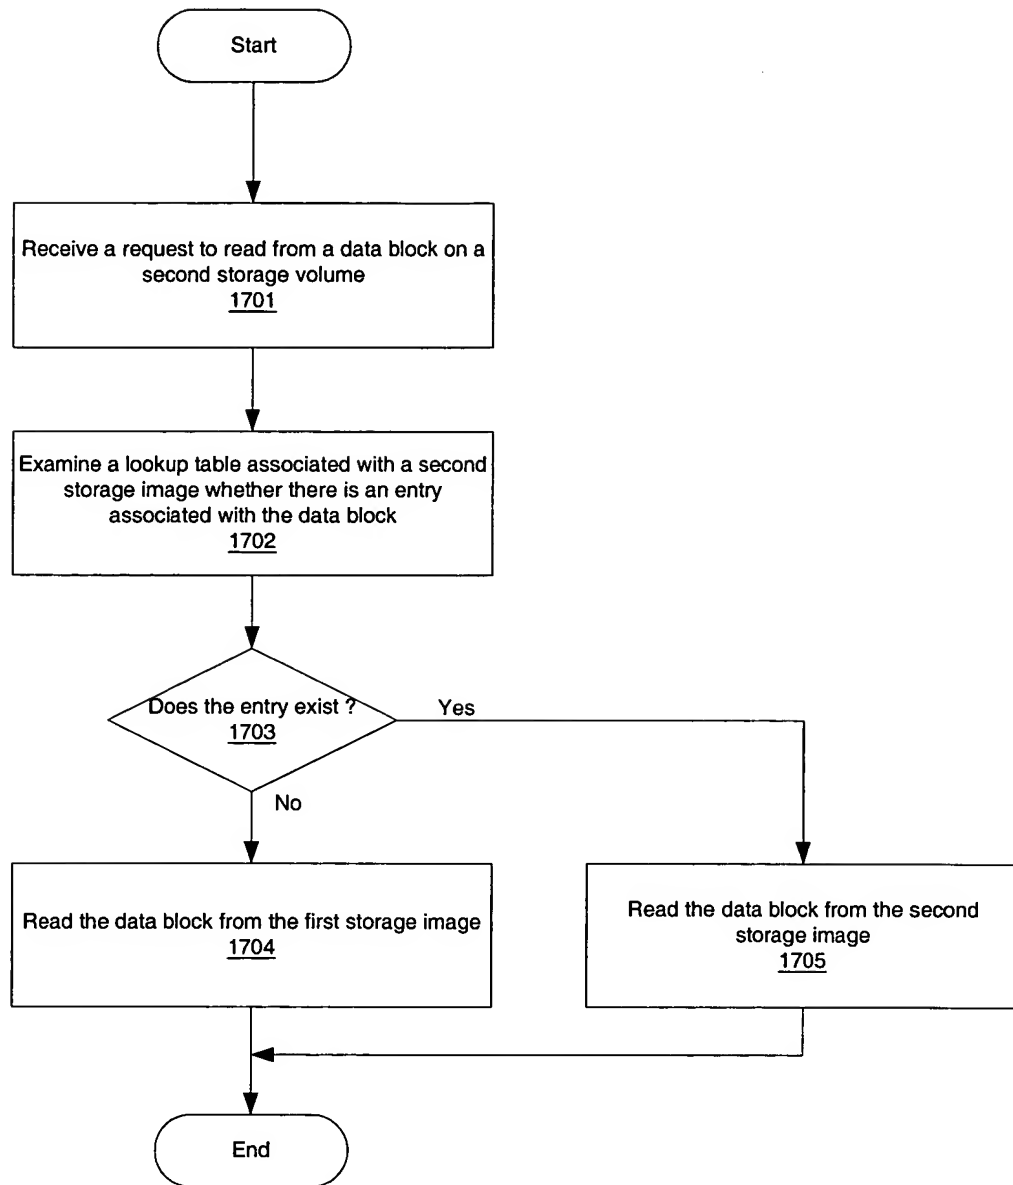 Start
Receive a request to read from a data block on a
second storage volume
1701
Examine a lookup table associated with a second
storage image whether there is an entry
associated with the data block
1702
Does the entry exist ?
1703
Yes
No
Read the data block from the first storage image
1704
Read the data block from the second
storage image
1705
End